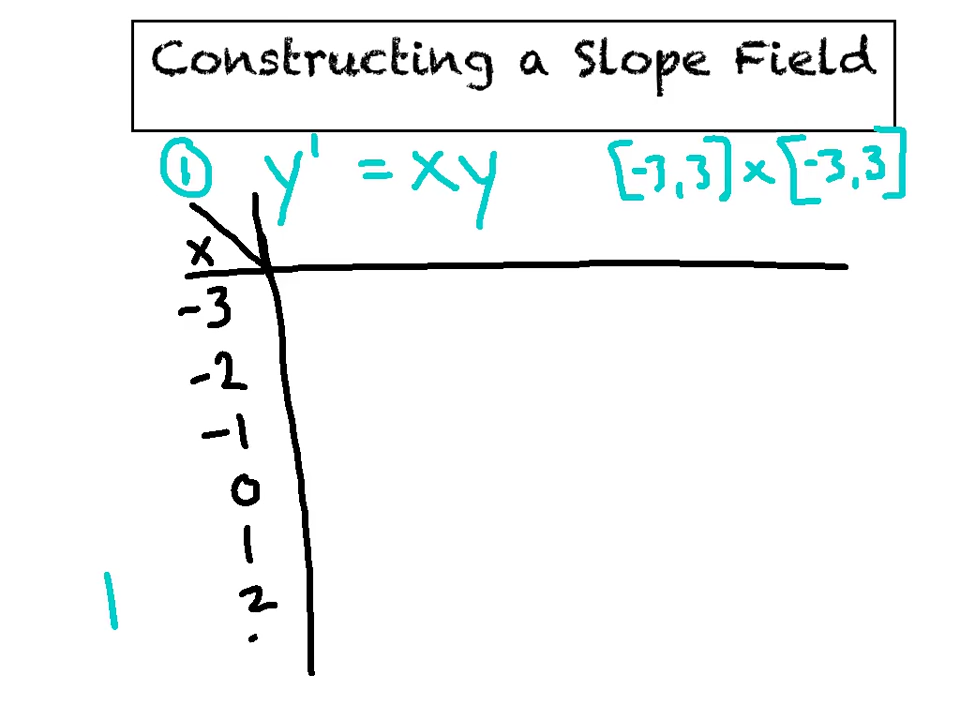 Constructing a Slope Field
① y' = xy [-3,3] x [-3,3]
x
-3
-2
-1
0
1
2